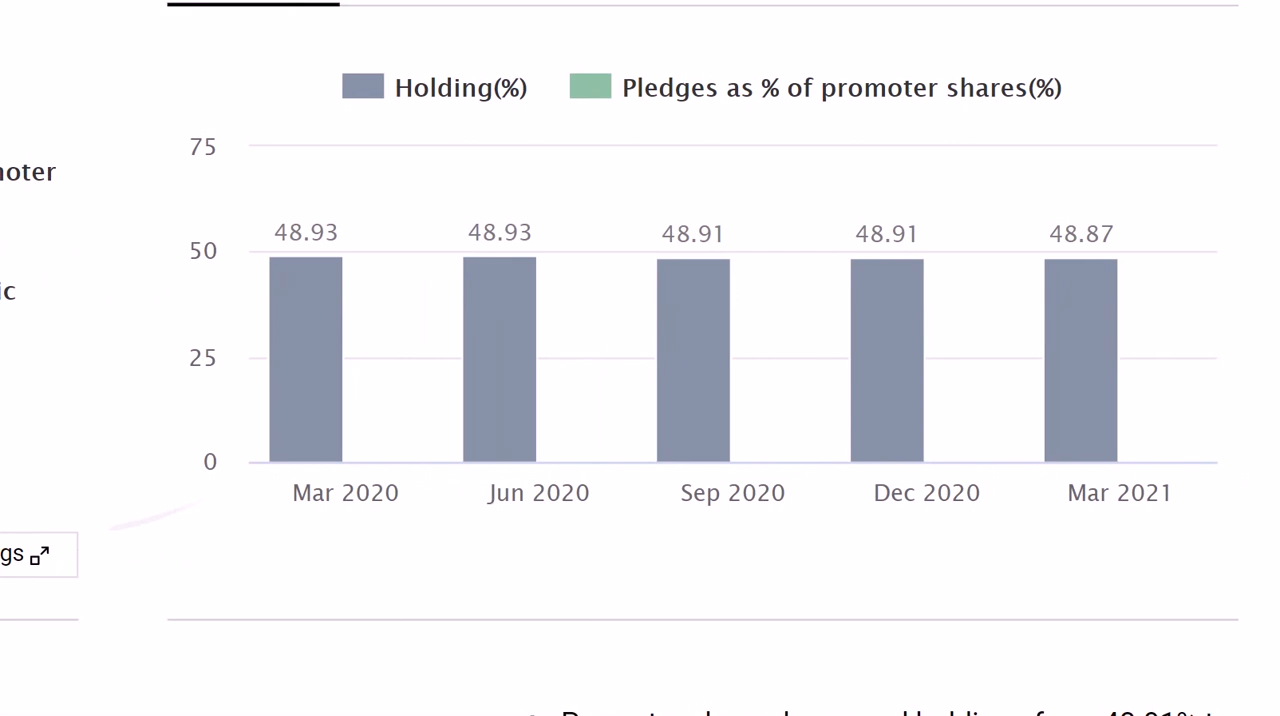 Holding(%) Pledges as % of promoter shares(%)
75
noter
48.93 48.93 48.91 48.91 48.87
50
ic
25
0
Mar 2020 Jun 2020 Sep 2020 Dec 2020 Mar 2021
gs